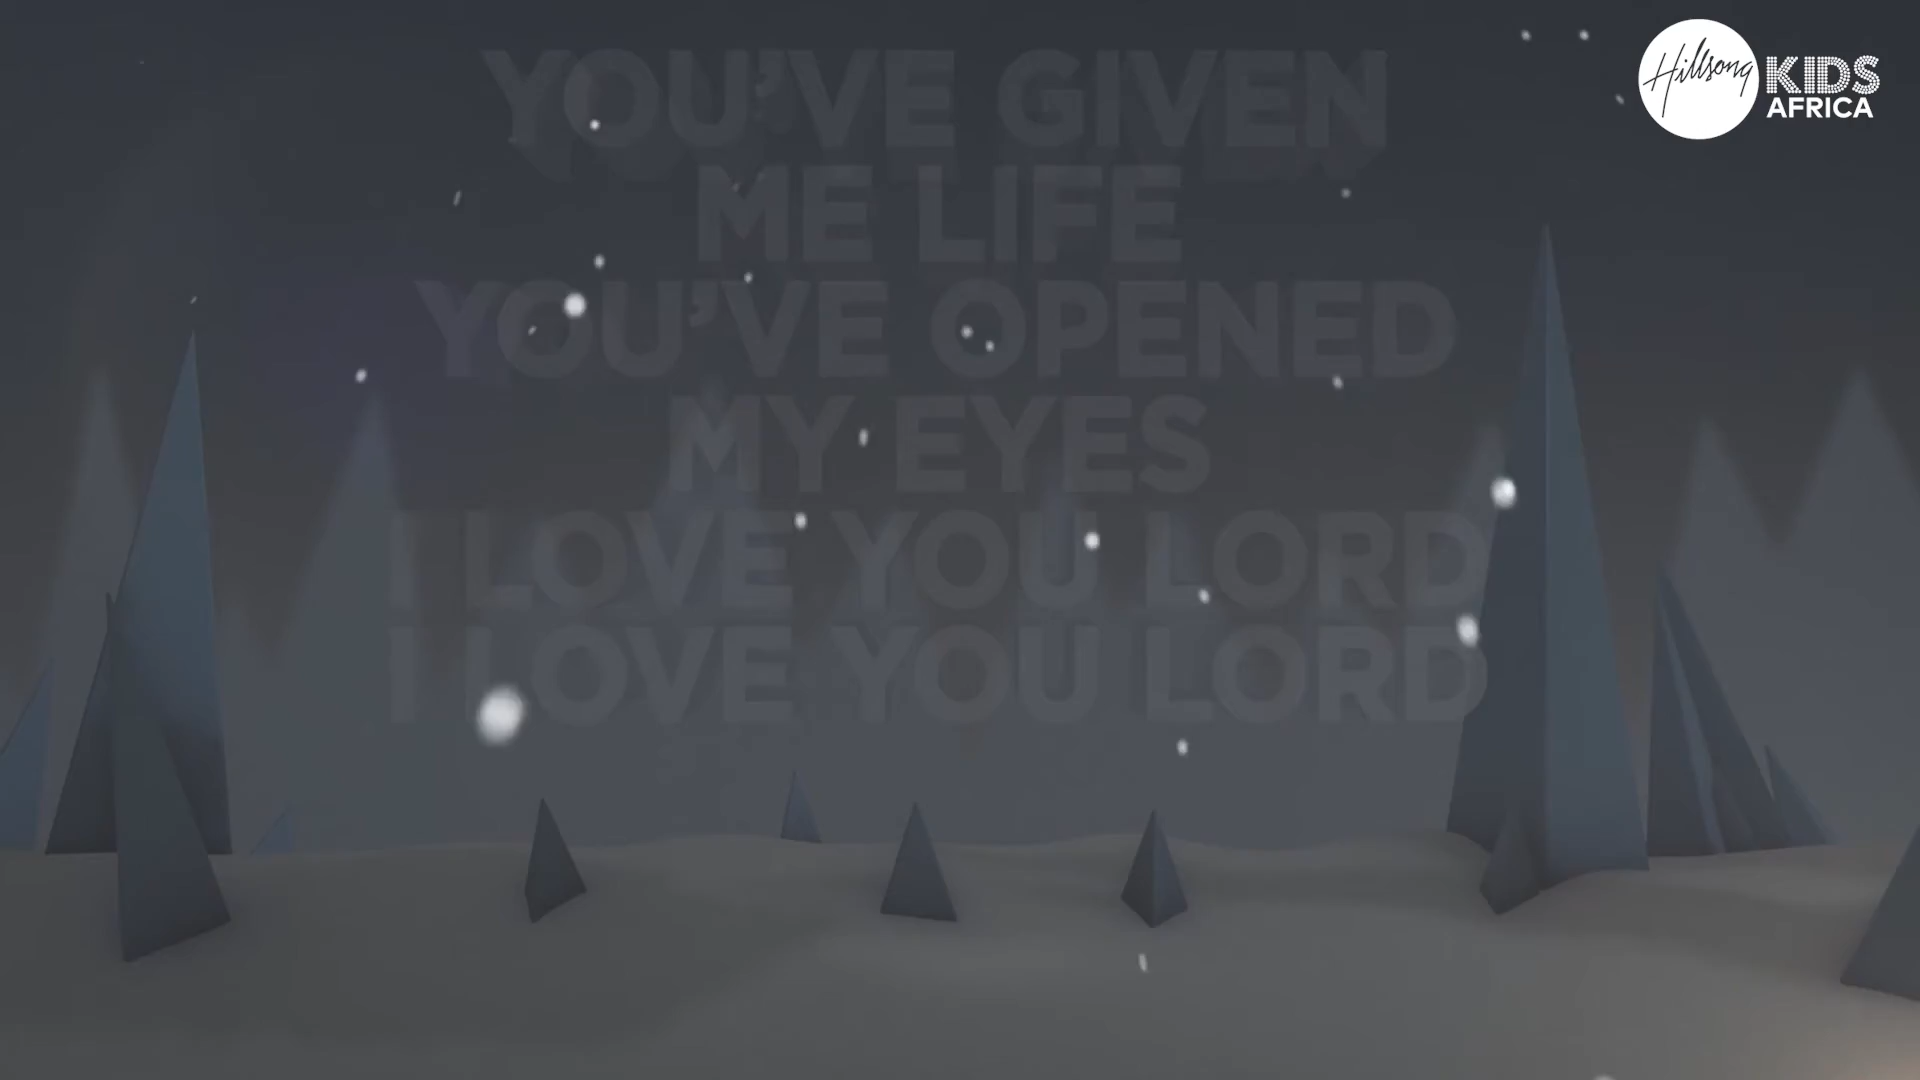 YOU'VE GIVEN
ME LIFE
YOU'VE OPENED
MY EYES
I LOVE YOU LORD
I LOVE YOU LORD
Hillsong
KIDS
AFRICA